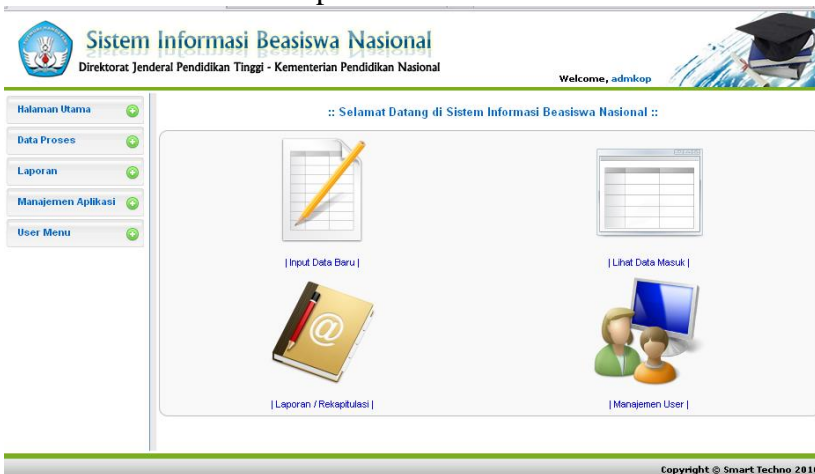 Sistem Informasi Beasiswa Nasional
Direktorat Jenderal Pendidikan Tinggi - Kementerian Pendidikan Nasional
Welcome, admkop
Halaman Utama
Data Proses
Laporan
Manajemen Aplikasi
User Menu
:: Selamat Datang di Sistem Informasi Beasiswa Nasional ::
| Input Data Baru |
| Lihat Data Masuk |
@
| Laporan / Rekapitulasi |
| Manajemen User |
Copyright © Smart Techno 2010